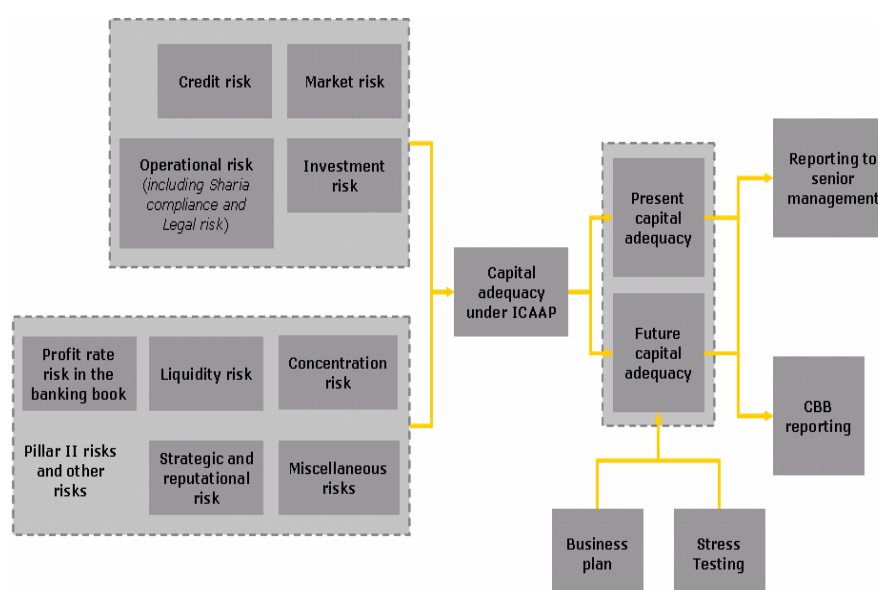 Credit risk
Market risk
Operational risk
(including Sharia
compliance and
Legal risk)
Investment
risk
Profit rate
risk in the
banking book
Liquidity risk
Concentration
risk
Pillar II risks
and other
risks
Strategic and
reputational
risk
Miscellaneous
risks
Capital
adequacy
under ICAAP
Present
capital
adequacy
Future
capital
adequacy
Reporting to
senior
management
CBB
reporting
Business
plan
Stress
Testing